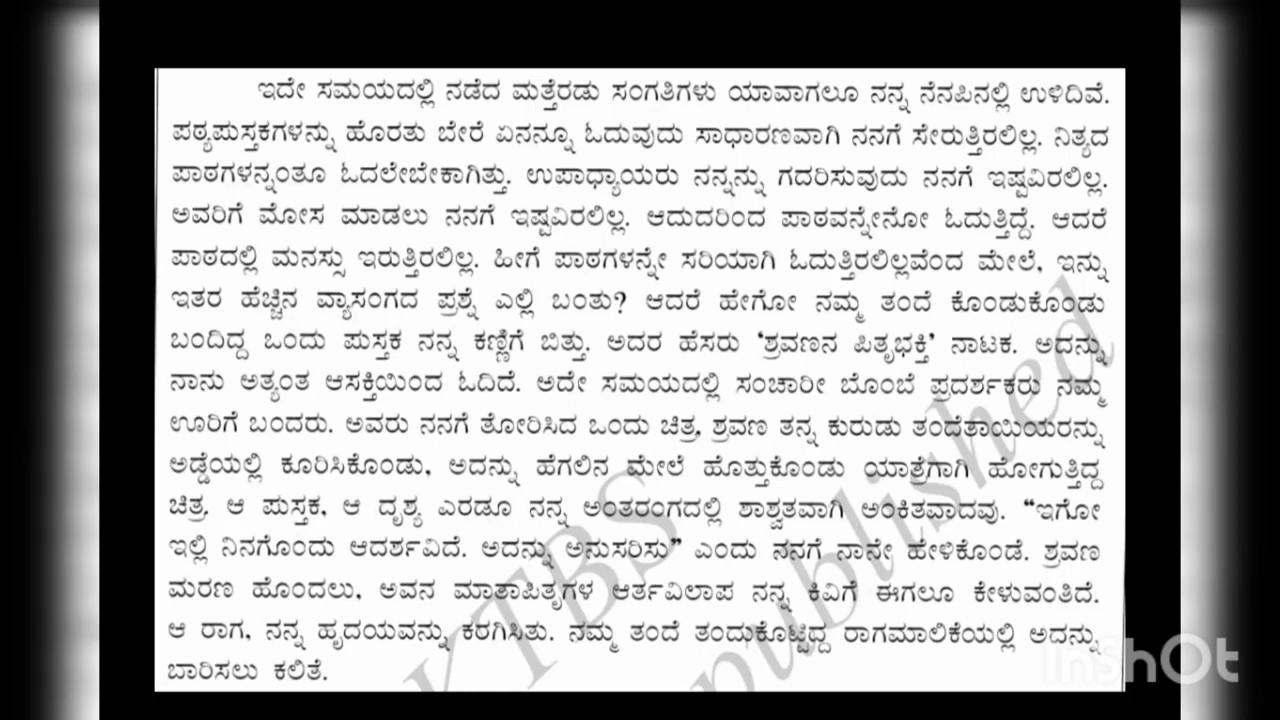 ಇದೇ ಸಮಯದಲ್ಲಿ ನಡೆದ ಮತ್ತೆರಡು ಸಂಗತಿಗಳು ಯಾವಾಗಲೂ ನನ್ನ ನೆನಪಿನಲ್ಲಿ ಉಳಿದಿವೆ.
ಪಠ್ಯಪುಸ್ತಕಗಳನ್ನು ಹೊರತು ಬೇರೆ ಏನನ್ನೂ ಓದುವುದು ಸಾಧಾರಣವಾಗಿ ನನಗೆ ಸೇರುತ್ತಿರಲಿಲ್ಲ. ನಿತ್ಯದ
ಪಾಠಗಳನ್ನಂತೂ ಓದಲೇಬೇಕಾಗಿತ್ತು. ಉಪಾಧ್ಯಾಯರು ನನ್ನನ್ನು ಗದರಿಸುವುದು ನನಗೆ ಇಷ್ಟವಿರಲಿಲ್ಲ.
ಅವರಿಗೆ ಮೋಸ ಮಾಡಲು ನನಗೆ ಇಷ್ಟವಿರಲಿಲ್ಲ. ಆದುದರಿಂದ ಪಾಠವನ್ನೇನೋ ಓದುತ್ತಿದ್ದೆ. ಆದರೆ
ಪಾಠದಲ್ಲಿ ಮನಸ್ಸು ಇರುತ್ತಿರಲಿಲ್ಲ. ಹೀಗೆ ಪಾಠಗಳನ್ನೇ ಸರಿಯಾಗಿ ಓದುತ್ತಿರಲಿಲ್ಲವೆಂದ ಮೇಲೆ, ಇನ್ನು
ಇತರ ಹೆಚ್ಚಿನ ವ್ಯಾಸಂಗದ ಪ್ರಶ್ನೆ ಎಲ್ಲಿ ಬಂತು? ಆದರೆ ಹೇಗೋ ನಮ್ಮ ತಂದೆ ಕೊಂಡುಕೊಂಡು
ಬಂದಿದ್ದ ಒಂದು ಪುಸ್ತಕ ನನ್ನ ಕಣ್ಣಿಗೆ ಬಿತ್ತು. ಅದರ ಹೆಸರು 'ಶ್ರವಣನ ಪಿತೃಭಕ್ತಿ' ನಾಟಕ. ಅದನ್ನು
ನಾನು ಅತ್ಯಂತ ಆಸಕ್ತಿಯಿಂದ ಓದಿದೆ. ಅದೇ ಸಮಯದಲ್ಲಿ ಸಂಚಾರೀ ಬೊಂಬೆ ಪ್ರದರ್ಶಕರು ನಮ್ಮ
ಊರಿಗೆ ಬಂದರು. ಅವರು ನನಗೆ ತೋರಿಸಿದ ಒಂದು ಚಿತ್ರ, ಶ್ರವಣ ತನ್ನ ಕುರುಡು ತಂದೆತಾಯಿಯರನ್ನು
ಅಡ್ಡೆಯಲ್ಲಿ ಕೂರಿಸಿಕೊಂಡು, ಅದನ್ನು ಹೆಗಲಿನ ಮೇಲೆ ಹೊತ್ತುಕೊಂಡು ಯಾತ್ರೆಗಾಗಿ ಹೋಗುತ್ತಿದ್ದ
ಚಿತ್ರ. ಆ ಪುಸ್ತಕ, ಆ ದೃಶ್ಯ ಎರಡೂ ನನ್ನ ಅಂತರಂಗದಲ್ಲಿ ಶಾಶ್ವತವಾಗಿ ಅಂಕಿತವಾದವು. "ಇಗೋ
ಇಲ್ಲಿ ನಿನಗೊಂದು ಆದರ್ಶವಿದೆ. ಅದನ್ನು ಅನುಸರಿಸು" ಎಂದು ನನಗೆ ನಾನೇ ಹೇಳಿಕೊಂಡೆ. ಶ್ರವಣ
ಮರಣ ಹೊಂದಲು, ಅವನ ಮಾತಾಪಿತೃಗಳ ಆರ್ತವಿಲಾಪ ನನ್ನ ಕಿವಿಗೆ ಈಗಲೂ ಕೇಳುವಂತಿದೆ.
ಆ ರಾಗ, ನನ್ನ ಹೃದಯವನ್ನು ಕರಗಿಸಿತು. ನಮ್ಮ ತಂದೆ ತಂದುಕೊಟ್ಟಿದ್ದ ರಾಗಮಾಲಿಕೆಯಲ್ಲಿ ಅದನ್ನು
ಬಾರಿಸಲು ಕಲಿತೆ.
KTBS
published
InShOt